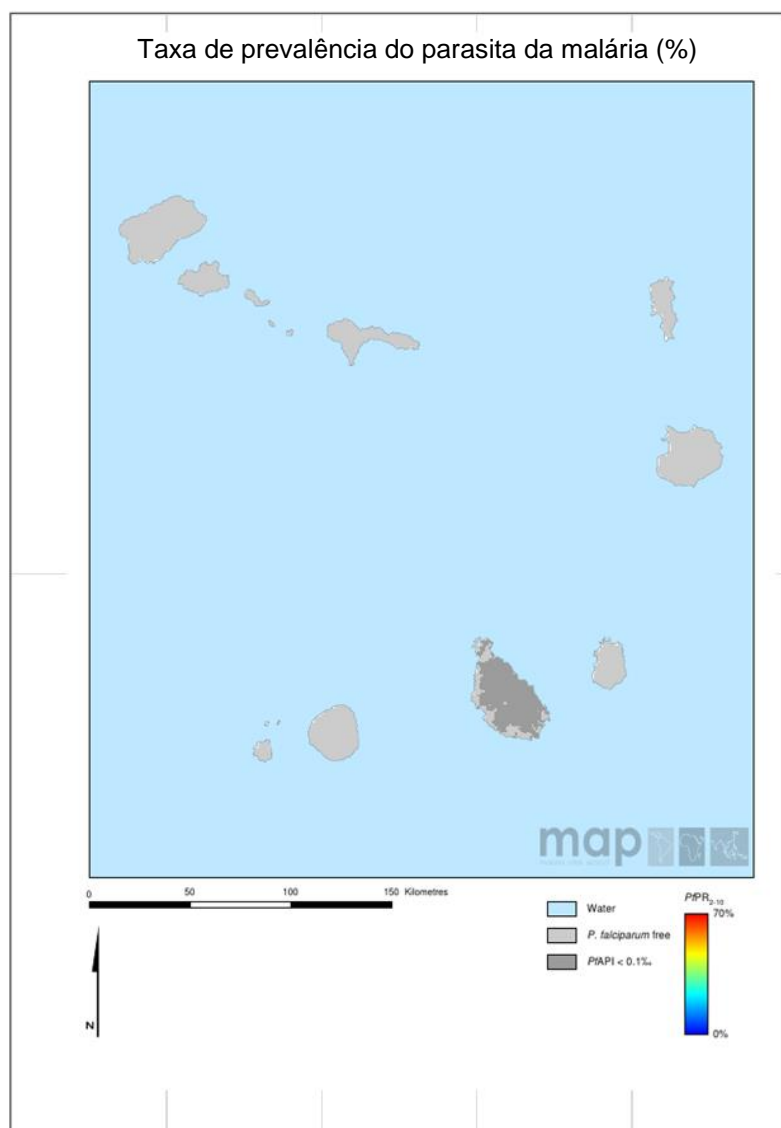 Taxa de prevalência do parasita da malária (%)
map
0 50 100 150 Kilometres
N
Water
P. falciparum free
PfAPI < 0.1‰
PfPR2-10
70%
0%